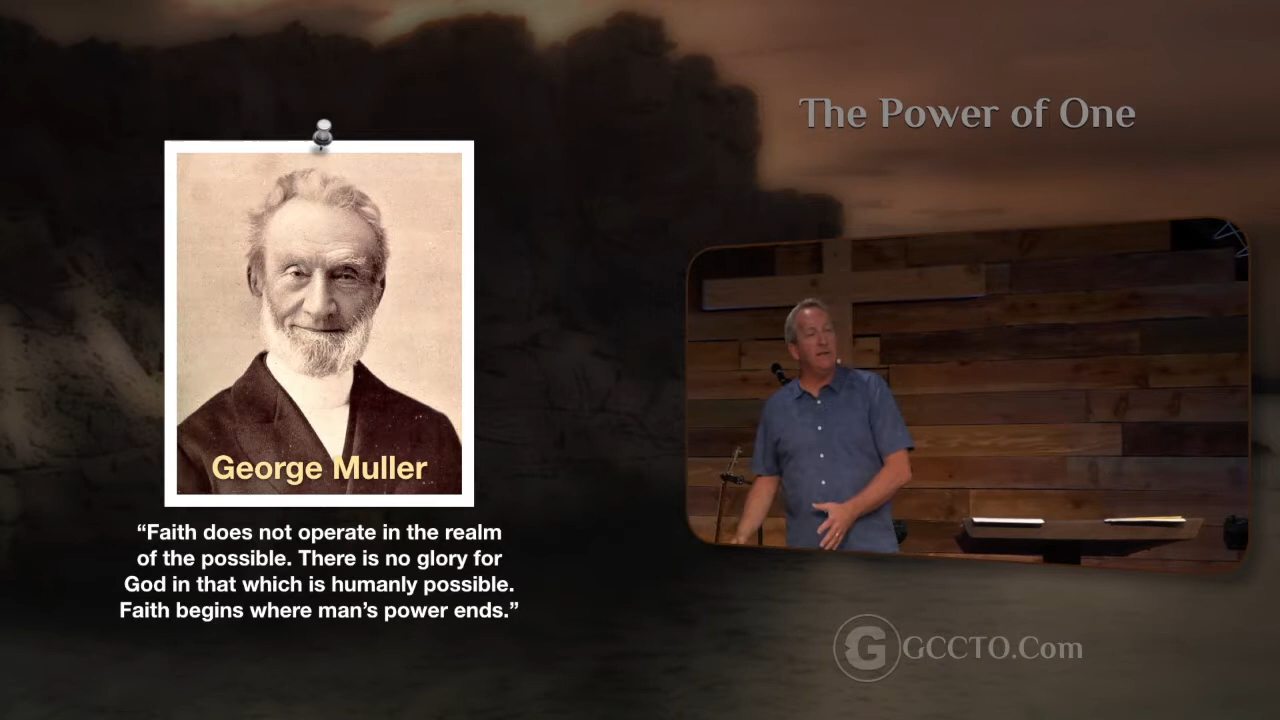 The Power of One
George Muller
“Faith does not operate in the realm
of the possible. There is no glory for
God in that which is humanly possible.
Faith begins where man’s power ends.”
G GCCTO.Com